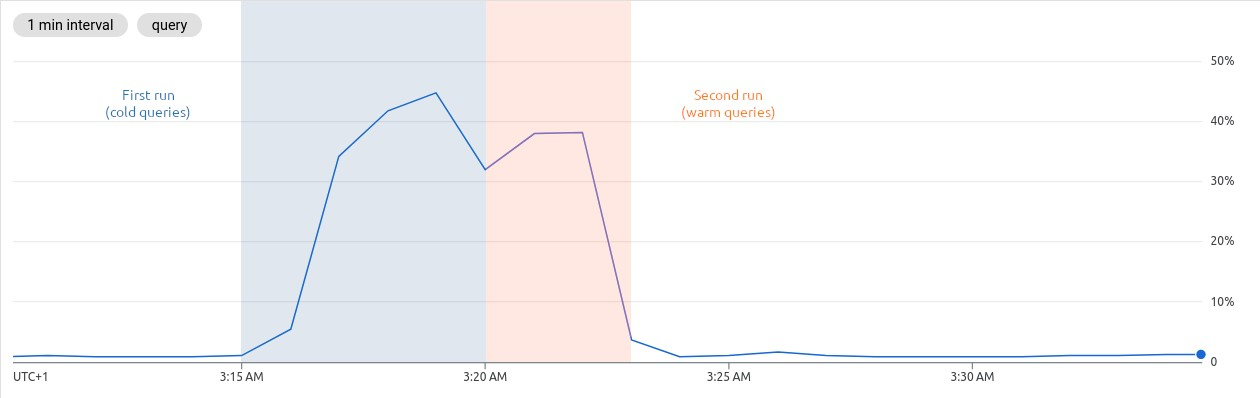 1 min interval query
50%
First run
(cold queries)
Second run
(warm queries)
40%
30%
20%
10%
0
UTC+1 3:15 AM 3:20 AM 3:25 AM 3:30 AM